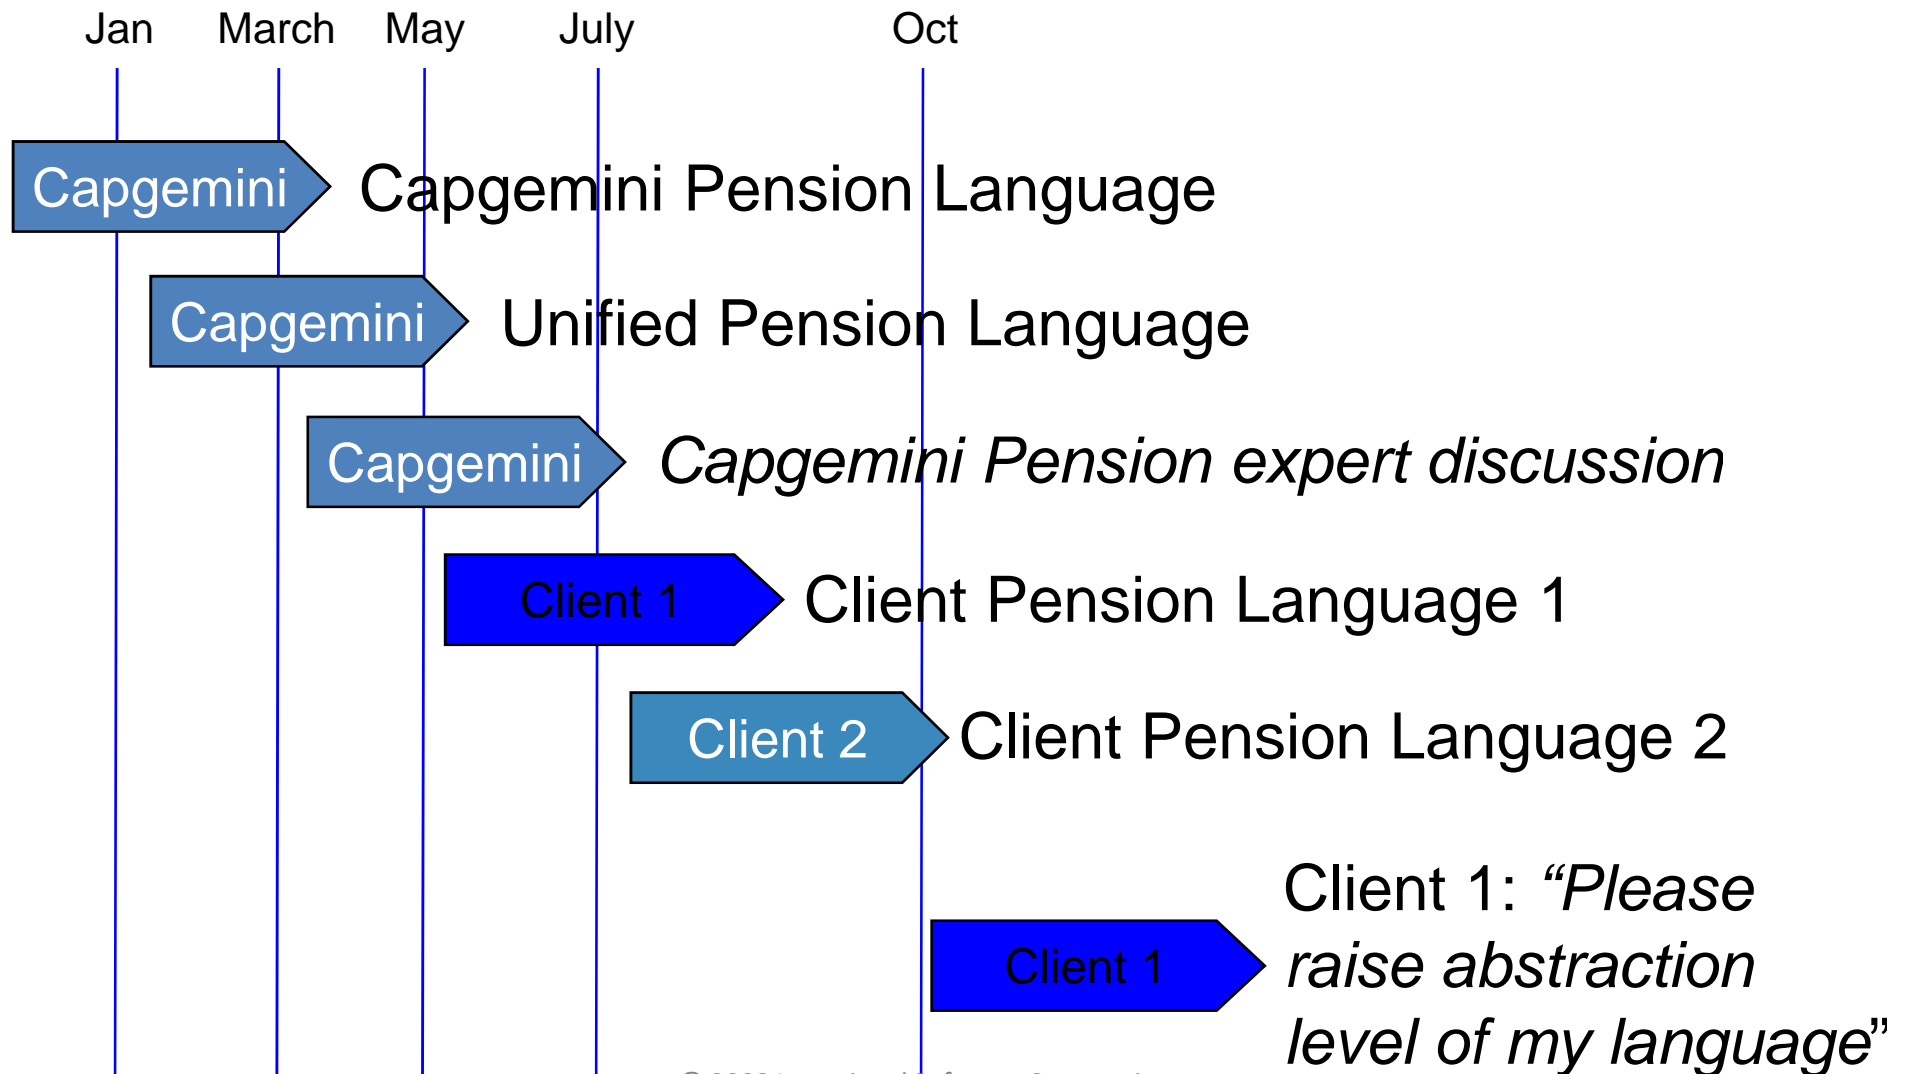 Jan March May July Oct
Capgemini Capgemini Pension Language
Capgemini Unified Pension Language
Capgemini Capgemini Pension expert discussion
Client 1 Client Pension Language 1
Client 2 Client Pension Language 2
Client 1 Client 1: “Please
raise abstraction
level of my language”